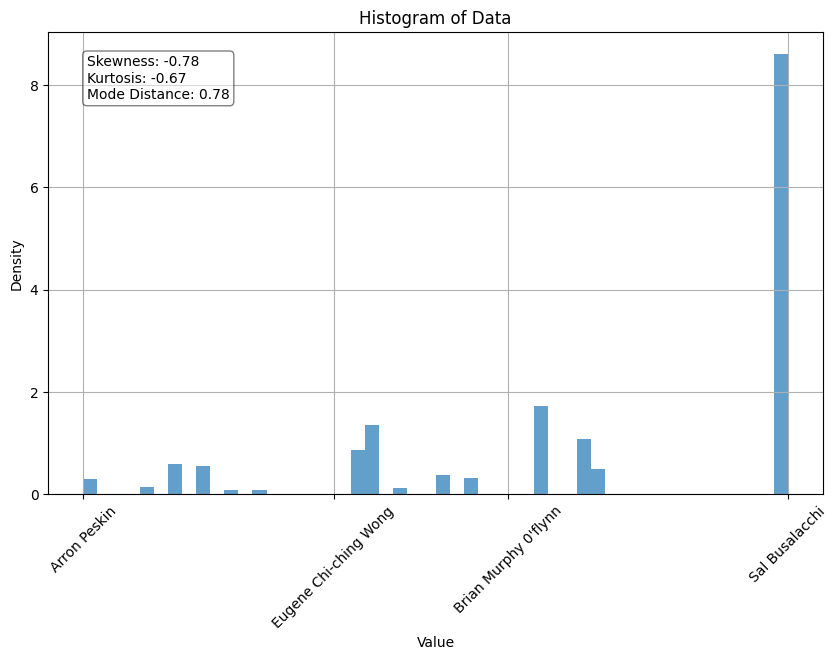 Histogram of Data
Skewness: -0.78
Kurtosis: -0.67
Mode Distance: 0.78
Density
8
6
4
2
0
Arron Peskin
Eugene Chi-ching Wong
Brian Murphy 0'flynn
Sal Busalacchi
Value